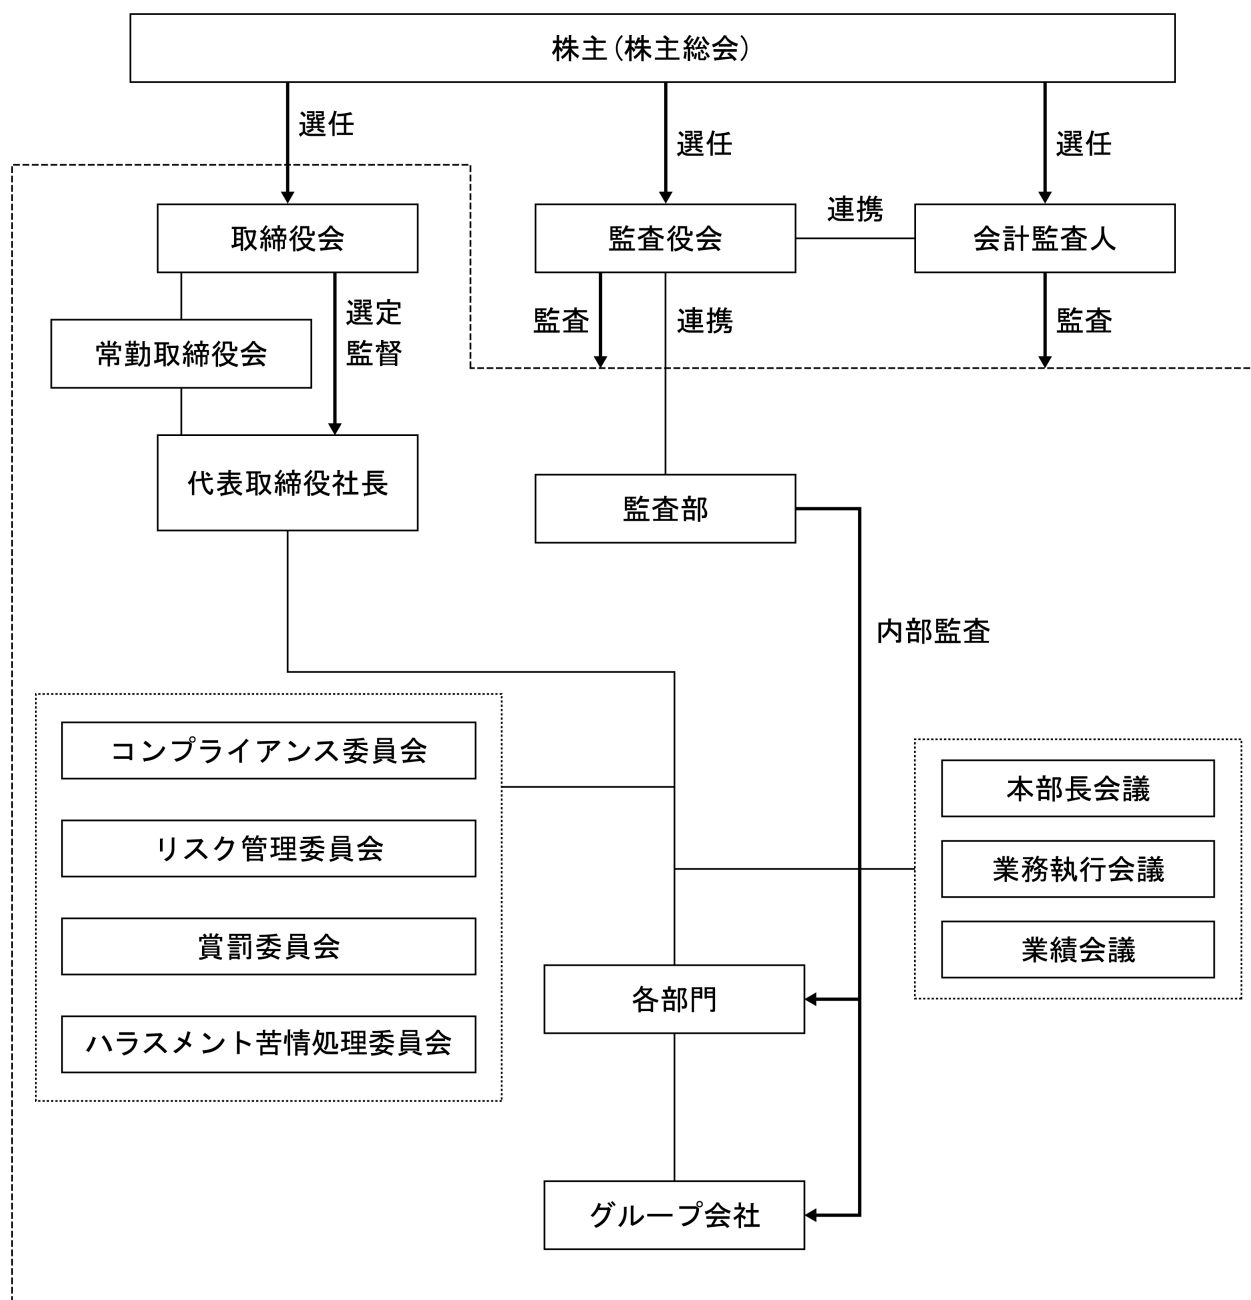 株主(株主総会)
選任
選任
選任
取締役会
監査役会
連携
会計監査人
選定
監督
監査
連携
監査
常勤取締役会
代表取締役社長
監査部
内部監査
コンプライアンス委員会
リスク管理委員会
賞罰委員会
ハラスメント苦情処理委員会
本部長会議
業務執行会議
業績会議
各部門
グループ会社